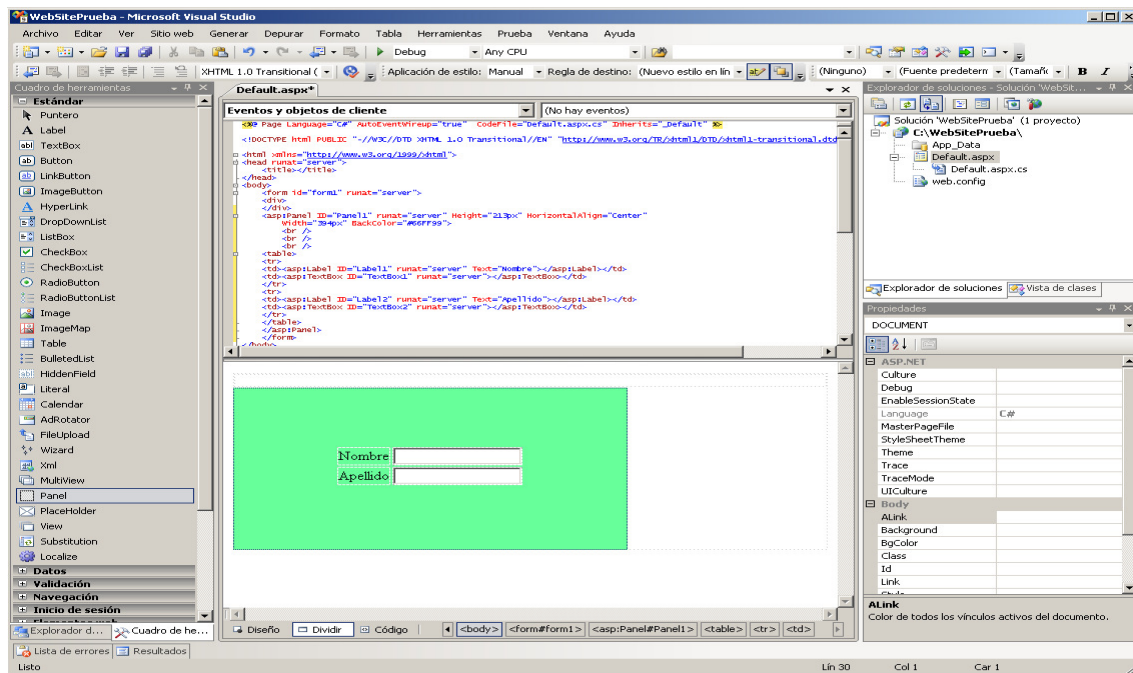 WebSitePrueba - Microsoft Visual Studio
Archivo Editar Ver Sitio web Generar Depurar Formato Tabla Herramientas Prueba Ventana Ayuda
Debug Any CPU
XHTML 1.0 Transitional ( Aplicación de estilo: Manual Regla de destino: (Nuevo estilo en lín (Ninguno) (Fuente predeterm (Tamañc B I
Cuadro de herramientas
Estándar
Puntero
Label
TextBox
Button
LinkButton
ImageButton
HyperLink
DropDownList
ListBox
CheckBox
CheckBoxList
RadioButton
RadioButtonList
Image
ImageMap
Table
BulletedList
HiddenField
Literal
Calendar
AdRotator
FileUpload
Wizard
Xml
MultiView
Panel
PlaceHolder
View
Substitution
Localize
Datos
Validación
Navegación
Inicio de sesión
Elementos web
Explorador d... Cuadro de he...
Default.aspx*
Eventos y objetos de cliente (No hay eventos)
<%@ Page Language="C#" AutoEventWireup="true" CodeFile="Default.aspx.cs" Inherits="_Default" %>
<!DOCTYPE html PUBLIC "-//W3C//DTD XHTML 1.0 Transitional//EN" "http://www.w3.org/TR/xhtml1/DTD/xhtml1-transitional.dtd
<html xmlns="http://www.w3.org/1999/xhtml">
<head runat="server">
<title></title>
</head>
<body>
<form id="form1" runat="server">
<div>
</div>
<asp:Panel ID="Panel1" runat="server" Height="213px" HorizontalAlign="Center"
Width="394px" BackColor="#66FF99">
<br />
<br />
<br />
<table>
<tr>
<td><asp:Label ID="Label1" runat="server" Text="Nombre"></asp:Label></td>
<td><asp:TextBox ID="TextBox1" runat="server"></asp:TextBox></td>
</tr>
<tr>
<td><asp:Label ID="Label2" runat="server" Text="Apellido"></asp:Label></td>
<td><asp:TextBox ID="TextBox2" runat="server"></asp:TextBox></td>
</tr>
</table>
</asp:Panel>
</form>
</body>
Nombre
Apellido
Diseño Dividir Código <body> <form#form1> <asp:Panel#Panel1> <table> <tr> <td>
Explorador de soluciones - Solución 'WebSit...
Solución 'WebSitePrueba' (1 proyecto)
C:\WebSitePrueba\
App_Data
Default.aspx
Default.aspx.cs
web.config
Explorador de soluciones Vista de clases
Propiedades
DOCUMENT
ASP.NET
Culture
Debug
EnableSessionState
Language C#
MasterPageFile
StyleSheetTheme
Theme
Trace
TraceMode
UICulture
Body
ALink
Background
BgColor
Class
Id
Link
Style
ALink
Color de todos los vínculos activos del documento.
Lista de errores Resultados
Listo Lín 30 Col 1 Car 1